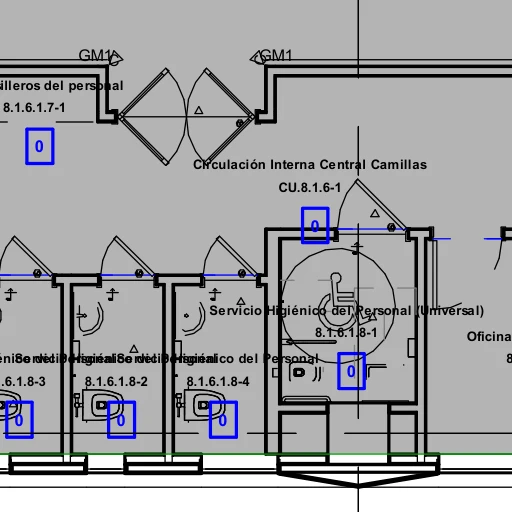 GM1
GM1
silleros del personal
8.1.6.1.7-1
0
Circulación Interna Central Camillas
CU.8.1.6-1
0
Servicio Higiénico del Personal (Universal)
8.1.6.1.8-1
Oficina
8
Higiénico del Personal
.6.1.8-3
8.1.6.1.8-2
8.1.6.1.8-4
0
0
0
0